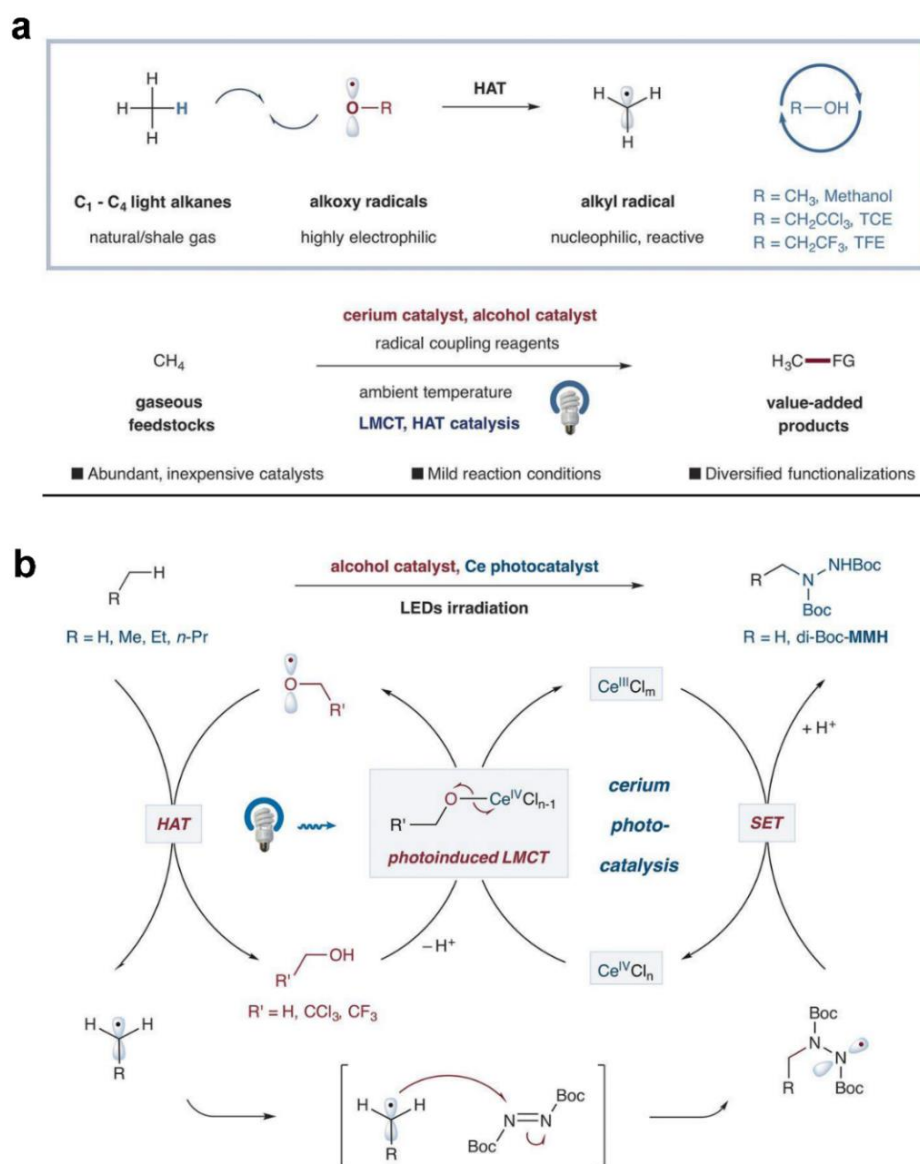 a
H
H
H
H
O
R
HAT
H
H
H
R—OH
C₁ - C₄ light alkanes
natural/shale gas
alkoxy radicals
highly electrophilic
alkyl radical
nucleophilic, reactive
R = CH₃, Methanol
R = CH₂CCl₃, TCE
R = CH₂CF₃, TFE
cerium catalyst, alcohol catalyst
radical coupling reagents
CH₄
H₃C—FG
ambient temperature
gaseous
feedstocks
LMCT, HAT catalysis
value-added
products
■ Abundant, inexpensive catalysts
■ Mild reaction conditions
■ Diversified functionalizations
b
H
R
R = H, Me, Et, n-Pr
alcohol catalyst, Ce photocatalyst
LEDs irradiation
R
N
NHBoc
Boc
R = H, di-Boc-MMH
O
R'
CeᴵᴵᴵClₘ
+ H⁺
HAT
O—CeᴵⱽClₙ₋₁
R'
photoinduced LMCT
cerium
photo-
catalysis
SET
– H⁺
OH
R'
R' = H, CCl₃, CF₃
CeᴵⱽClₙ
H
H
R
Boc
N
N
R
Boc
H
H
R
Boc
N=N
Boc